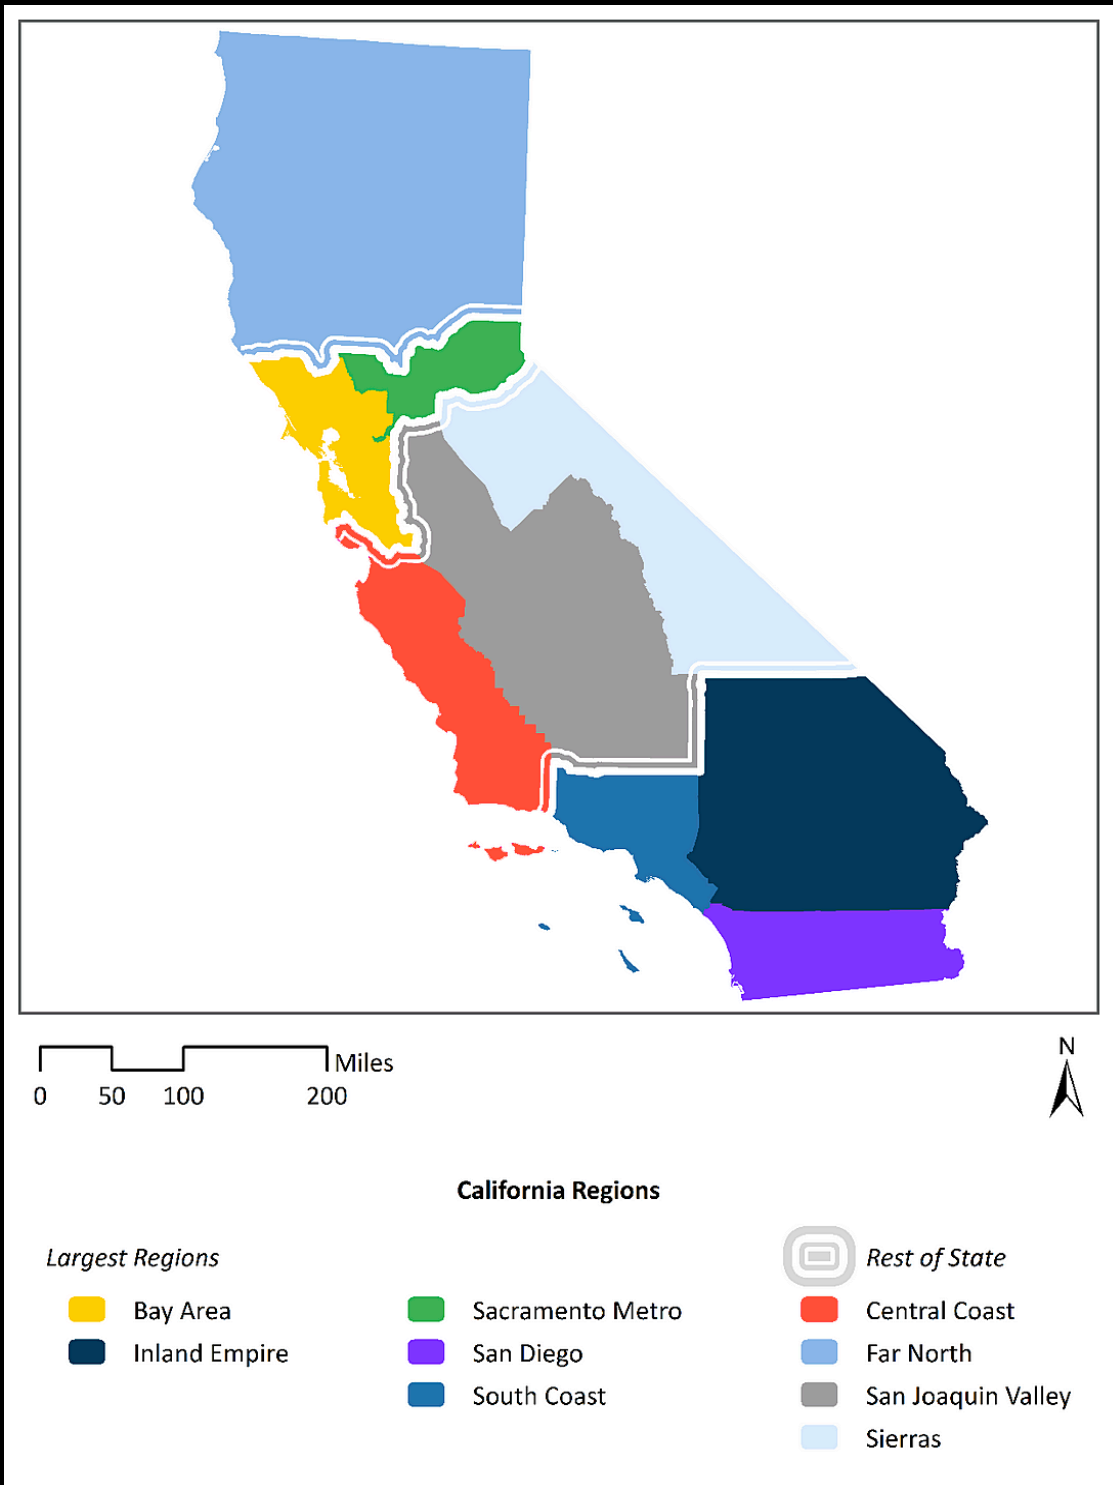 Miles
0 50 100 200
N
California Regions
Largest Regions
Rest of State
Bay Area
Sacramento Metro
Central Coast
Inland Empire
San Diego
Far North
South Coast
San Joaquin Valley
Sierras